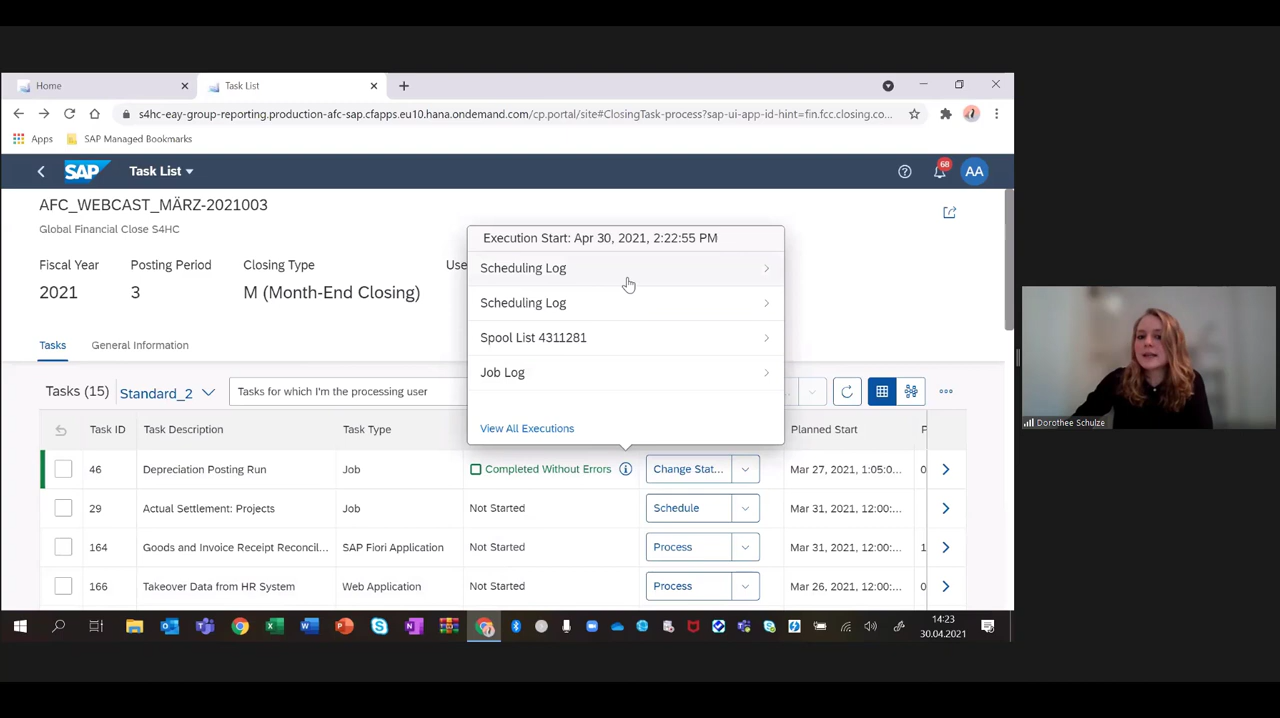 Home
Task List
s4hc-eay-group-reporting.production-afc-sap.cfapps.eu10.hana.ondemand.com/cp.portal/site#ClosingTask-process?sap-ui-app-id-hint=fin.fcc.closing.co...
Apps
SAP Managed Bookmarks
SAP
Task List
68
AA
AFC_WEBCAST_MÄRZ-2021003
Global Financial Close S4HC
Fiscal Year
Posting Period
Closing Type
Use
2021
3
M (Month-End Closing)
Execution Start: Apr 30, 2021, 2:22:55 PM
Scheduling Log
Scheduling Log
Spool List 4311281
Job Log
View All Executions
Tasks
General Information
Tasks (15)
Standard_2
Tasks for which I'm the processing user
Task ID
Task Description
Task Type
Planned Start
46
Depreciation Posting Run
Job
Completed Without Errors
Change Stat...
Mar 27, 2021, 1:05:0...
0
29
Actual Settlement: Projects
Job
Not Started
Schedule
Mar 31, 2021, 12:00:...
164
Goods and Invoice Receipt Reconcil...
SAP Fiori Application
Not Started
Process
Mar 31, 2021, 12:00:...
1
166
Takeover Data from HR System
Web Application
Not Started
Process
Mar 26, 2021, 12:00:...
0
14:23
30.04.2021
Dorothee Schulze